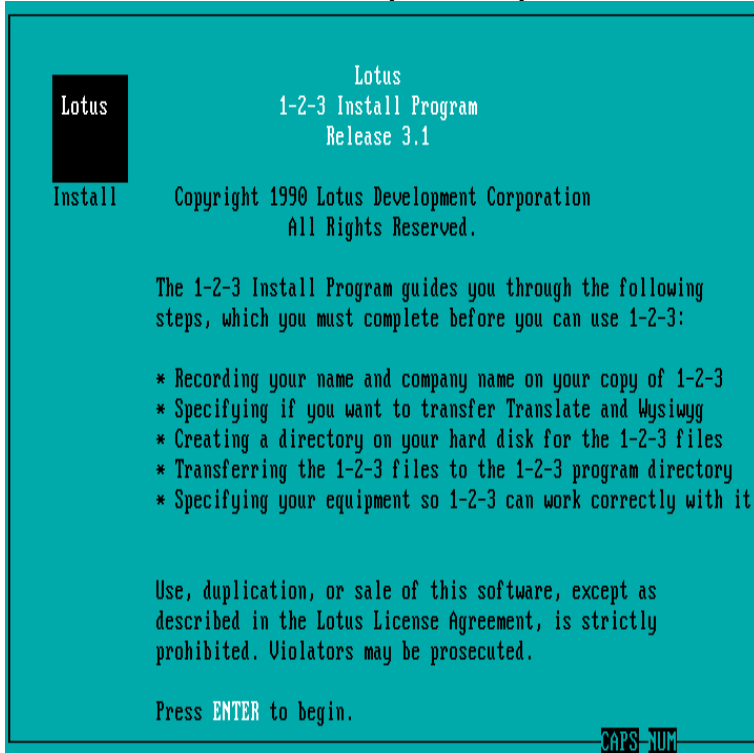 Lotus
1-2-3 Install Program
Release 3.1
Lotus
Install
Copyright 1990 Lotus Development Corporation
All Rights Reserved.
The 1-2-3 Install Program guides you through the following
steps, which you must complete before you can use 1-2-3:
* Recording your name and company name on your copy of 1-2-3
* Specifying if you want to transfer Translate and Wysiwyg
* Creating a directory on your hard disk for the 1-2-3 files
* Transferring the 1-2-3 files to the 1-2-3 program directory
* Specifying your equipment so 1-2-3 can work correctly with it
Use, duplication, or sale of this software, except as
described in the Lotus License Agreement, is strictly
prohibited. Violators may be prosecuted.
Press ENTER to begin.
CAPS NUM